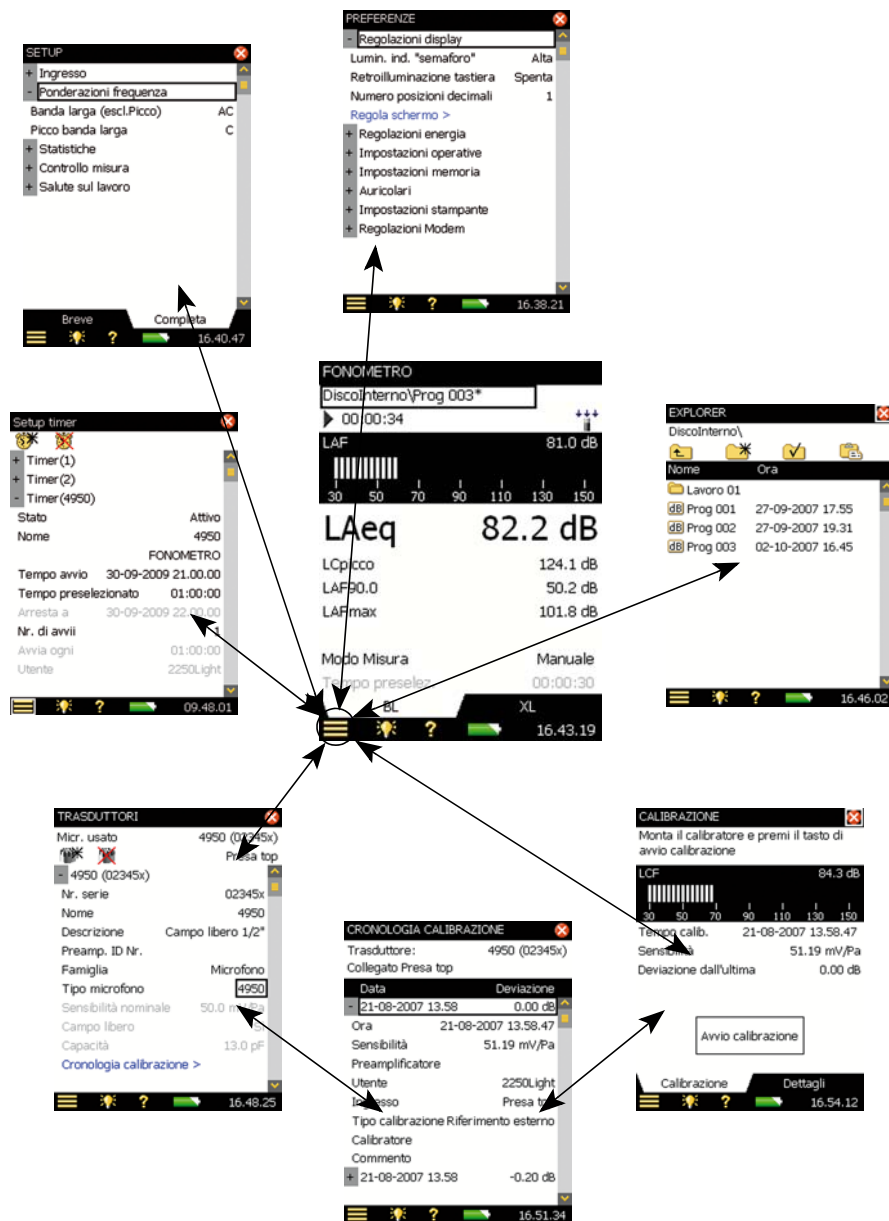 SETUP
+ Ingresso
- Ponderazioni frequenza
Banda larga (escl.Picco) AC
Picco banda larga C
+ Statistiche
+ Controllo misura
+ Salute sul lavoro
Breve Completa
? 16.40.47
PREFERENZE
- Regolazioni display
Lumin. ind. "semaforo" Alta
Retroilluminazione tastiera Spenta
Numero posizioni decimali 1
Regola schermo >
+ Regolazioni energia
+ Impostazioni operative
+ Impostazioni memoria
+ Auricolari
+ Impostazioni stampante
+ Regolazioni Modem
? 16.38.21
Setup timer
+ Timer(1)
+ Timer(2)
- Timer(4950)
Stato Attivo
Nome 4950
FONOMETRO
Tempo avvio 30-09-2009 21.00.00
Tempo preselezionato 01:00:00
Arresta a 30-09-2009 22.00.00
Nr. di avvii 1
Avvia ogni 01:00:00
Utente 2250Light
? 09.48.01
FONOMETRO
DiscoInterno\Prog 003*
00:00:34
LAF 81.0 dB
30 50 70 90 110 130 150
LAeq 82.2 dB
LCpicco 124.1 dB
LAF90.0 50.2 dB
LAFmax 101.8 dB
Modo Misura Manuale
Tempo preselez. 00:00:30
BL XL
? 16.43.19
EXPLORER
DiscoInterno\
Nome Ora
Lavoro 01
dB Prog 001 27-09-2007 17.55
dB Prog 002 27-09-2007 19.31
dB Prog 003 02-10-2007 16.45
? 16.46.02
TRASDUTTORI
Micr. usato 4950 (02345x)
Presa top
- 4950 (02345x)
Nr. serie 02345x
Nome 4950
Descrizione Campo libero 1/2"
Preamp. ID Nr.
Famiglia Microfono
Tipo microfono 4950
Sensibilità nominale 50.0 mV/Pa
Campo libero Sì
Capacità 13.0 pF
Cronologia calibrazione >
? 16.48.25
CRONOLOGIA CALIBRAZIONE
Trasduttore: 4950 (02345x)
Collegato Presa top
Data Deviazione
- 21-08-2007 13.58 0.00 dB
Ora 21-08-2007 13.58.47
Sensibilità 51.19 mV/Pa
Preamplificatore
Utente 2250Light
Ingresso Presa top
Tipo calibrazione Riferimento esterno
Calibratore
Commento
+ 21-08-2007 13.58 -0.20 dB
? 16.51.34
CALIBRAZIONE
Monta il calibratore e premi il tasto di
avvio calibrazione
LCF 84.3 dB
30 50 70 90 110 130 150
Tempo calib. 21-08-2007 13.58.47
Sensibilità 51.19 mV/Pa
Deviazione dall'ultima 0.00 dB
Avvio calibrazione
Calibrazione Dettagli
? 16.54.12